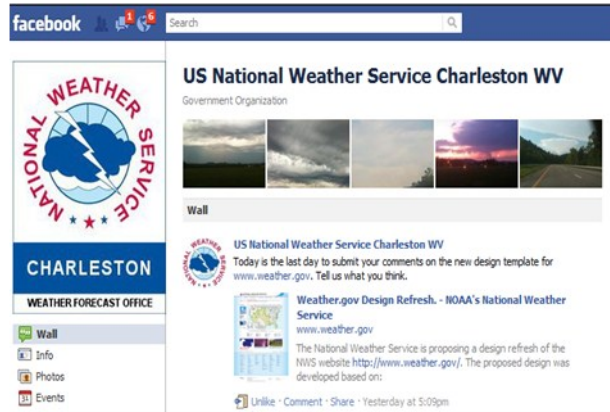 facebook
1
6
Search
NATIONAL WEATHER SERVICE
CHARLESTON
WEATHER FORECAST OFFICE
Wall
Info
Photos
31 Events
US National Weather Service Charleston WV
Government Organization
Wall
US National Weather Service Charleston WV
Today is the last day to submit your comments on the new design template for
www.weather.gov. Tell us what you think.
Weather.gov Design Refresh. - NOAA's National Weather
Service
www.weather.gov
The National Weather Service is proposing a design refresh of the
NWS website http://www.weather.gov/. The proposed design was
developed based on:
Unlike · Comment · Share · Yesterday at 5:09pm